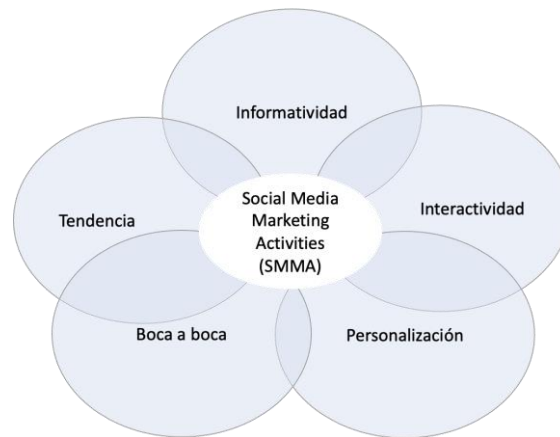 Informatividad
Social Media
Marketing
Activities
(SMMA)
Interactividad
Tendencia
Boca a boca
Personalización